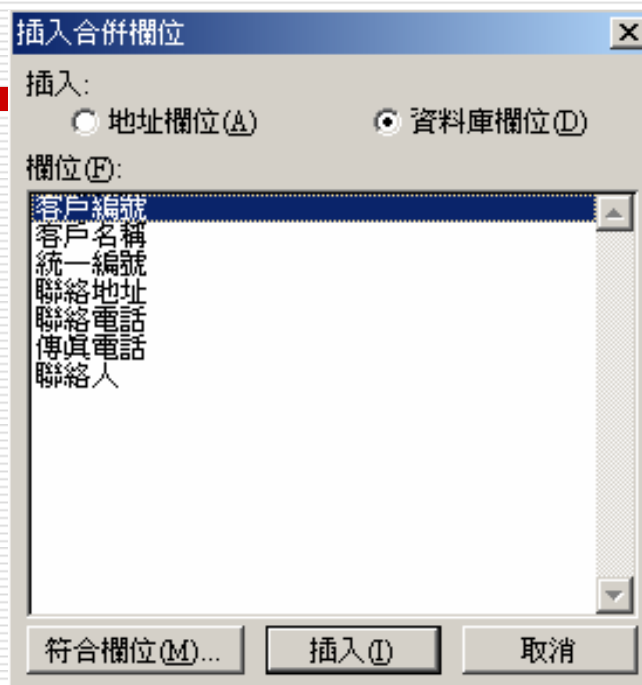 插入合併欄位
插入:
地址欄位(A) 資料庫欄位(D)
欄位(F):
客戶編號
客戶名稱
統一編號
聯絡地址
聯絡電話
傳真電話
聯絡人
符合欄位(M)... 插入(I) 取消